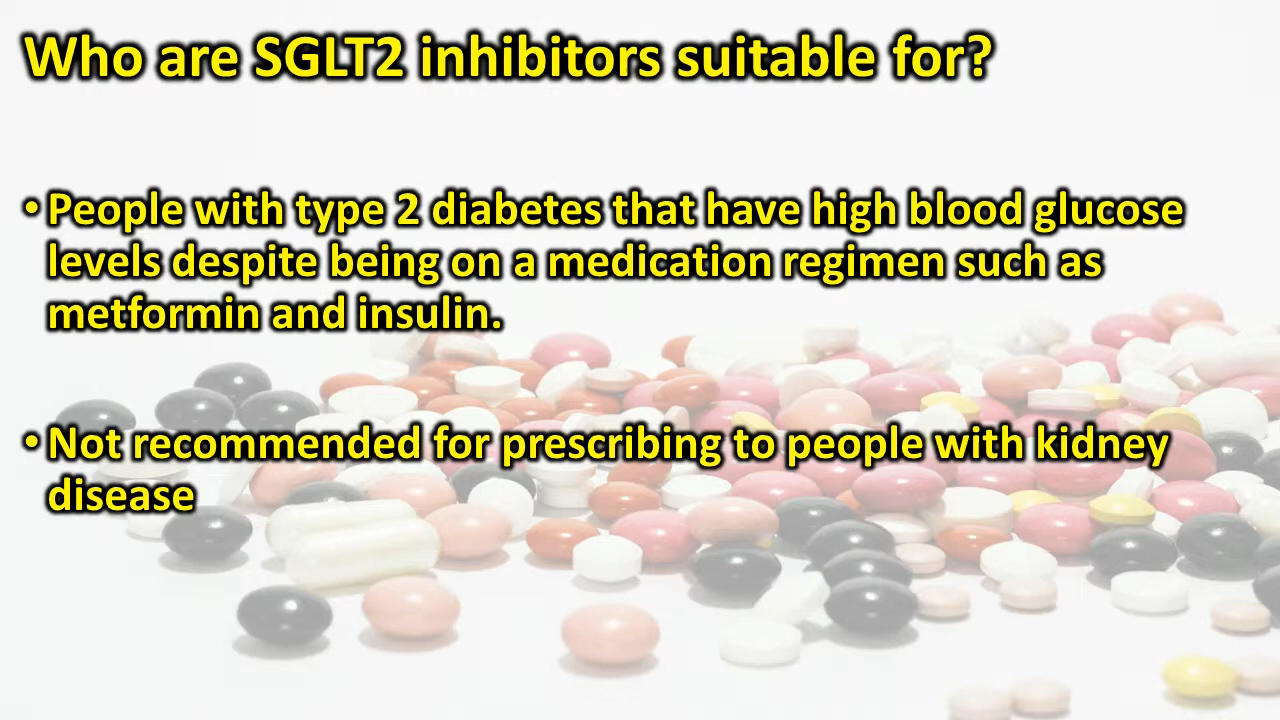 Who are SGLT2 inhibitors suitable for?
• People with type 2 diabetes that have high blood glucose
levels despite being on a medication regimen such as
metformin and insulin.
• Not recommended for prescribing to people with kidney
disease